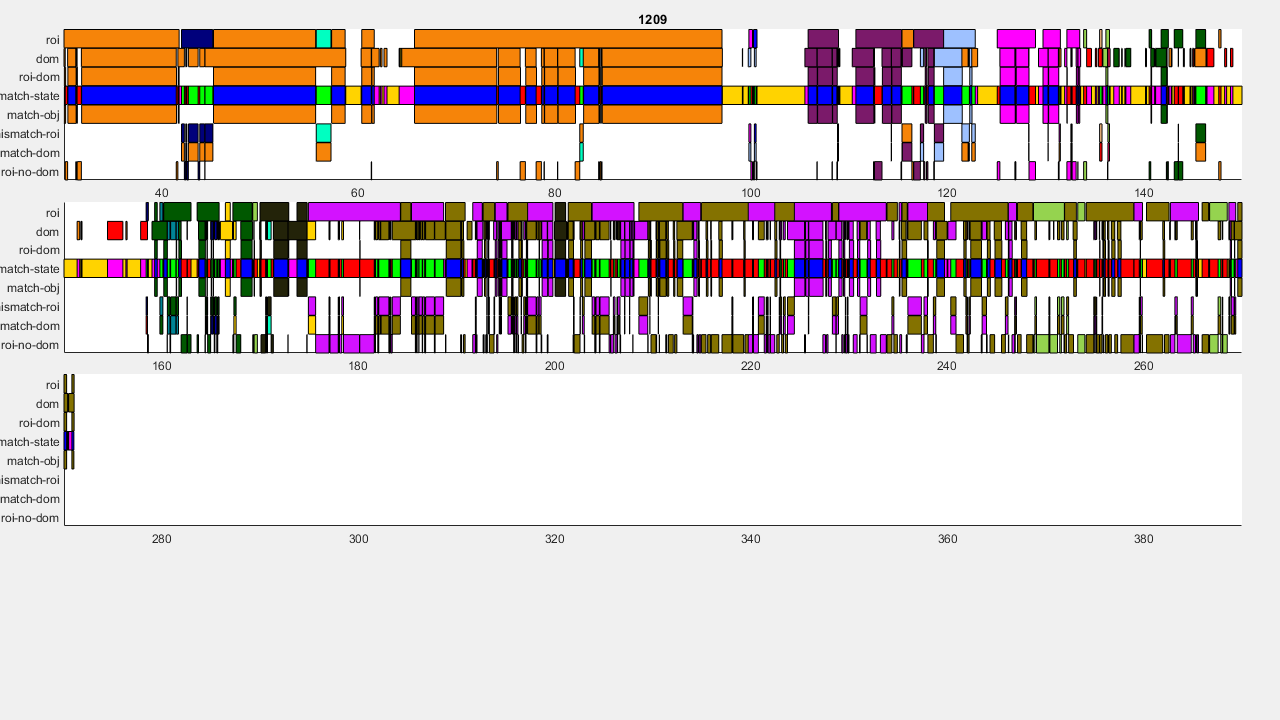 1209
roi
dom
roi-dom
match-state
match-obj
ismatch-roi
match-dom
roi-no-dom
40 60 80 100 120 140
roi
dom
roi-dom
match-state
match-obj
ismatch-roi
match-dom
roi-no-dom
160 180 200 220 240 260
roi
dom
roi-dom
match-state
match-obj
ismatch-roi
match-dom
roi-no-dom
280 300 320 340 360 380